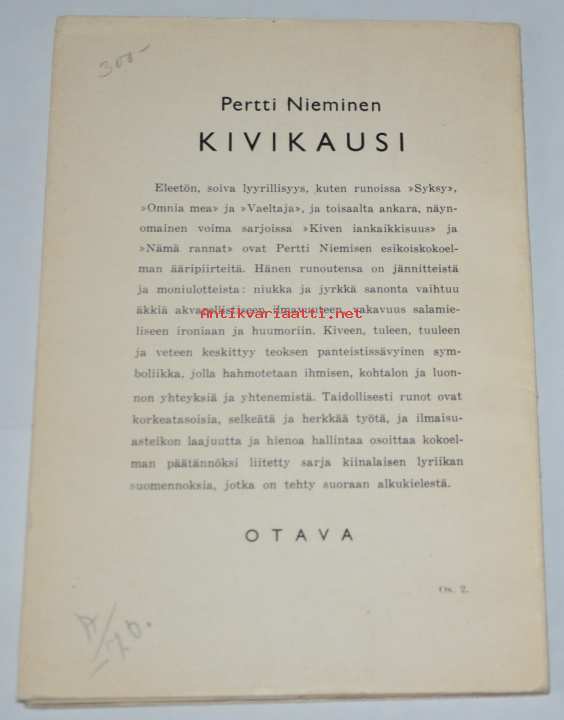 300-
Pertti Nieminen
KIVIKAUSI
Eleetön, soiva lyyrillisyys, kuten runoissa »Syksy»,
»Omnia mea» ja »Vaeltaja», ja toisaalta ankara, näyn-
omainen voima sarjoissa »Kiven iankaikkisuus» ja
»Nämä rannat» ovat Pertti Niemisen esikoiskokoel-
man ääripiirteitä. Hänen runoutensa on jännitteistä
ja moniulotteista: niukka ja jyrkkä sanonta vaihtuu
äkkiä akvarellistiseen ilmavuuteen, vakavuus salamie-
Antikvariaatti.net
liseen ironiaan ja huumoriin. Kiveen, tuleen, tuuleen
ja veteen keskittyy teoksen panteistissävyinen sym-
boliikka, jolla hahmotetaan ihmisen, kohtalon ja luon-
non yhteyksiä ja yhtenemistä. Taidollisesti runot ovat
korkeatasoisia, selkeätä ja herkkää työtä, ja ilmaisu-
asteikon laajuutta ja hienoa hallintaa osoittaa kokoel-
man päätännöksi liitetty sarja kiinalaisen lyriikan
suomennoksia, jotka on tehty suoraan alkukielestä.
OTAVA
Os. 2.